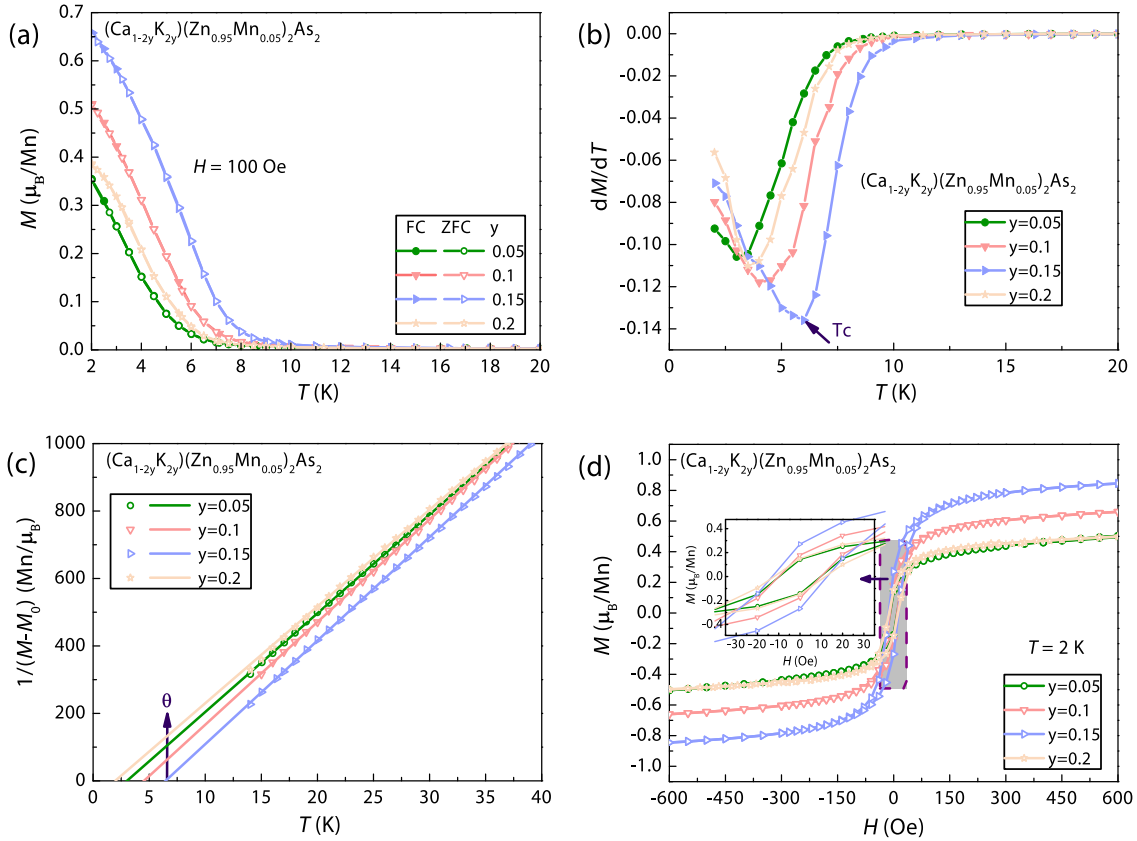 (a)
(Ca₁₋₂yK₂y)(Zn₀.₉₅Mn₀.₀₅)₂As₂
0.7
0.6
0.5
0.4
0.3
0.2
0.1
0.0
M (μB/Mn)
H = 100 Oe
FC ZFC y
0.05
0.1
0.15
0.2
2 4 6 8 10 12 14 16 18 20
T (K)
(b)
0.00
-0.02
-0.04
-0.06
-0.08
-0.10
-0.12
-0.14
dM/dT
(Ca₁₋₂yK₂y)(Zn₀.₉₅Mn₀.₀₅)₂As₂
y=0.05
y=0.1
y=0.15
y=0.2
Tc
0 5 10 15 20
T (K)
(c)
(Ca₁₋₂yK₂y)(Zn₀.₉₅Mn₀.₀₅)₂As₂
1000
800
600
400
200
0
1/(M-M₀) (Mn/μB)
y=0.05
y=0.1
y=0.15
y=0.2
θ
0 5 10 15 20 25 30 35 40
T (K)
(d)
(Ca₁₋₂yK₂y)(Zn₀.₉₅Mn₀.₀₅)₂As₂
1.0
0.8
0.6
0.4
0.2
0.0
-0.2
-0.4
-0.6
-0.8
-1.0
M (μB/Mn)
0.4
0.2
0.0
-0.2
-0.4
M (μB/Mn)
-30 -20 -10 0 10 20 30
H (Oe)
T = 2 K
y=0.05
y=0.1
y=0.15
y=0.2
-600 -450 -300 -150 0 150 300 450 600
H (Oe)